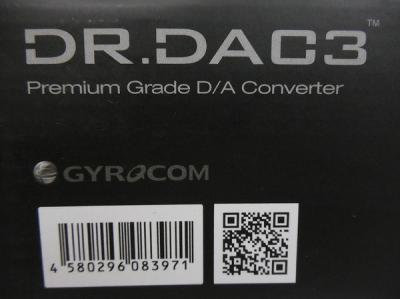 DR.DAC3™
Premium Grade D/A Converter
GYROCOM
4 580296 083971